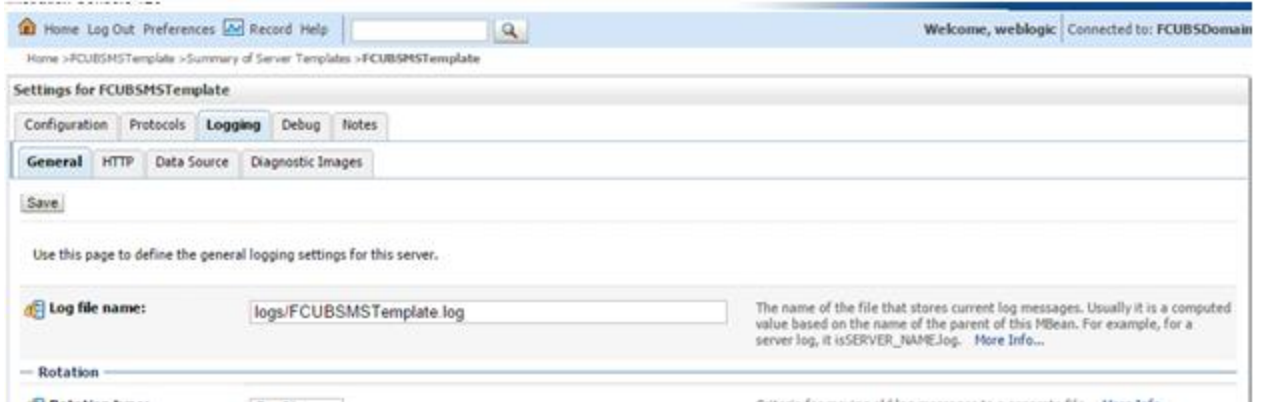 Home Log Out Preferences Record Help
Welcome, weblogic Connected to: FCUBSDomain
Home >FCUBSMSTemplate >Summary of Server Templates >FCUBSMSTemplate
Settings for FCUBSMSTemplate
Configuration Protocols Logging Debug Notes
General HTTP Data Source Diagnostic Images
Save
Use this page to define the general logging settings for this server.
Log file name:
logs/FCUBSMSTemplate.log
The name of the file that stores current log messages. Usually it is a computed
value based on the name of the parent of this MBean. For example, for a
server log, it isSERVER_NAME.log. More Info...
Rotation